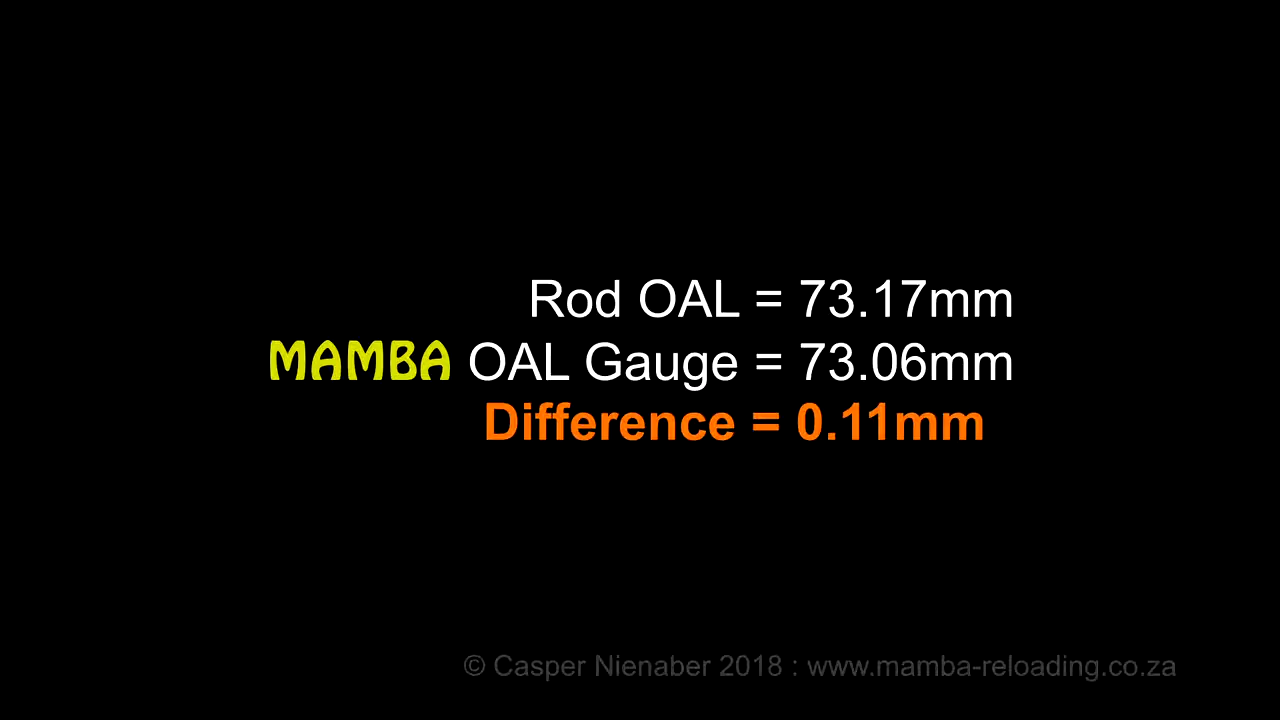 Rod OAL = 73.17mm
MAMBA OAL Gauge = 73.06mm
Difference = 0.11mm
© Casper Nienaber 2018 : www.mamba-reloading.co.za